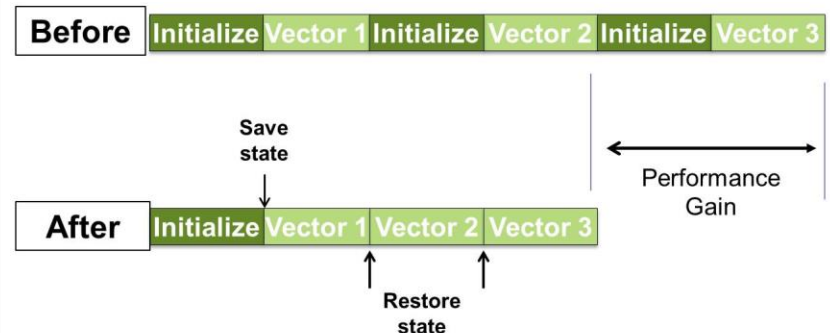 Before Initialize Vector 1 Initialize Vector 2 Initialize Vector 3
Save
state
Performance
Gain
After Initialize Vector 1 Vector 2 Vector 3
Restore
state